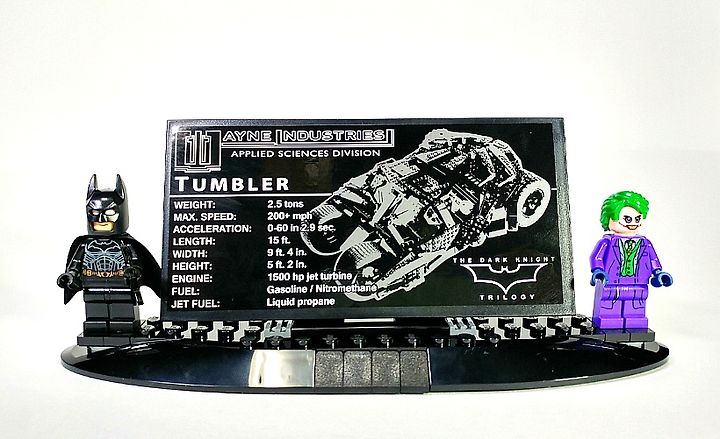 WAYNE INDUSTRIES
APPLIED SCIENCES DIVISION
TUMBLER
WEIGHT: 2.5 tons
MAX. SPEED: 200+ mph
ACCELERATION: 0-60 in 2.9 sec.
LENGTH: 15 ft.
WIDTH: 9 ft. 4 in.
HEIGHT: 5 ft. 2 in.
ENGINE: 1500 hp jet turbine
FUEL: Gasoline / Nitromethane
JET FUEL: Liquid propane
THE DARK KNIGHT
TRILOGY